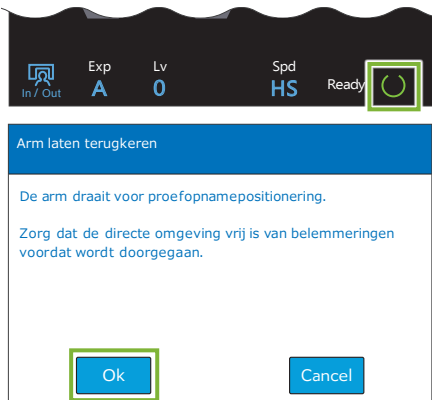 Exp Lv Spd
In / Out A 0 HS Ready
Arm laten terugkeren
De arm draait voor proefopnamepositionering.
Zorg dat de directe omgeving vrij is van belemmeringen
voordat wordt doorgegaan.
Ok Cancel